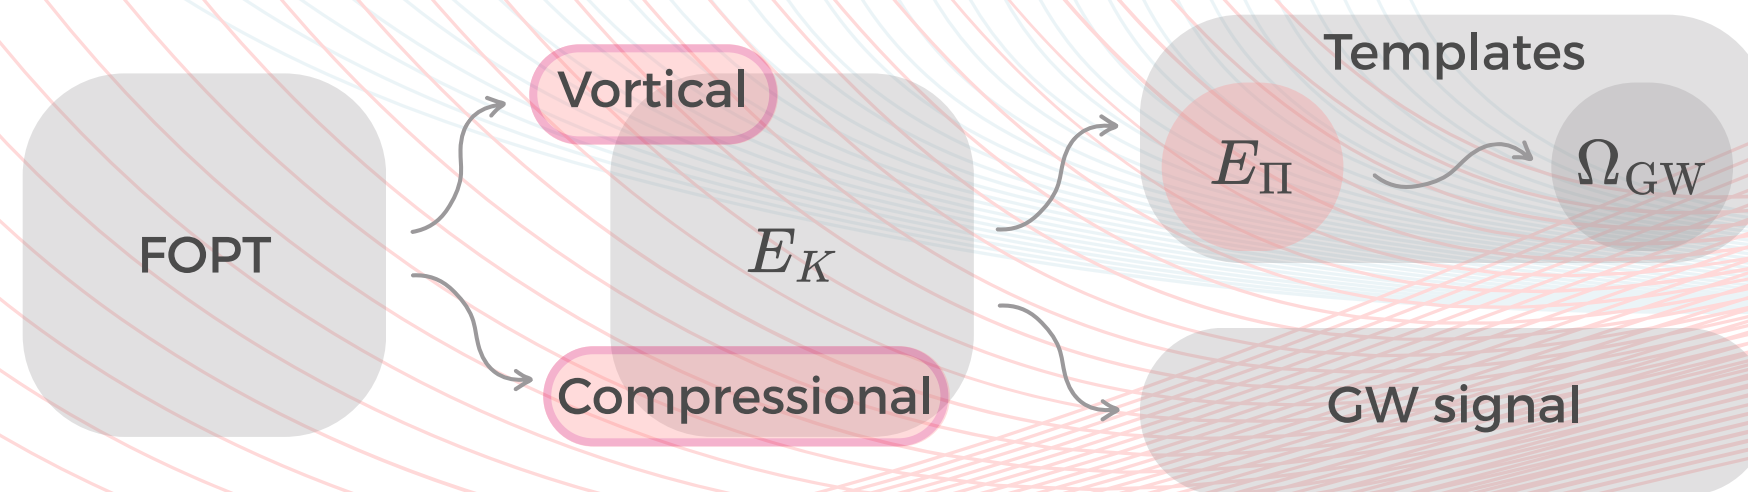 FOPT
Vortical
E_K
Compressional
Templates
E_Π
Ω_GW
GW signal